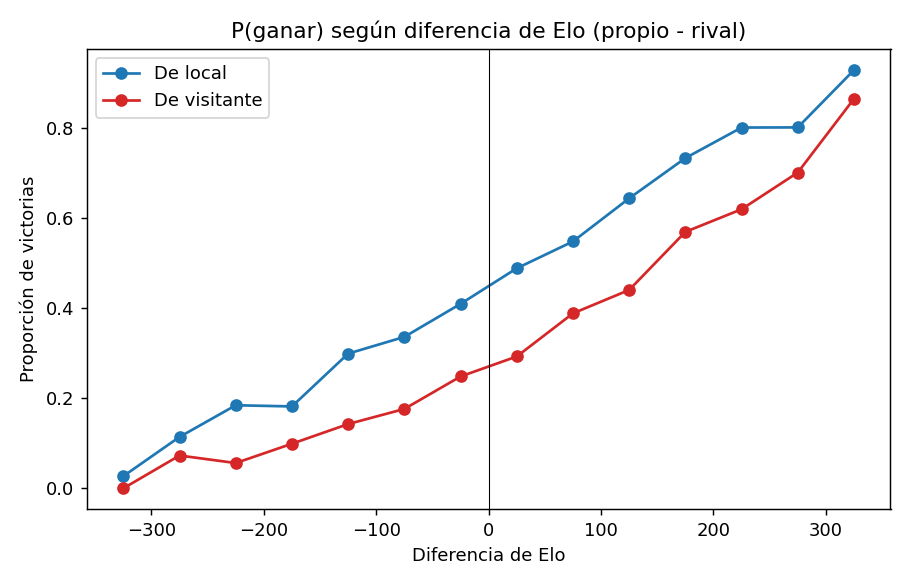 P(ganar) según diferencia de Elo (propio - rival)
De local
De visitante
Proporción de victorias
0.8
0.6
0.4
0.2
0.0
−300
−200
−100
0
100
200
300
Diferencia de Elo